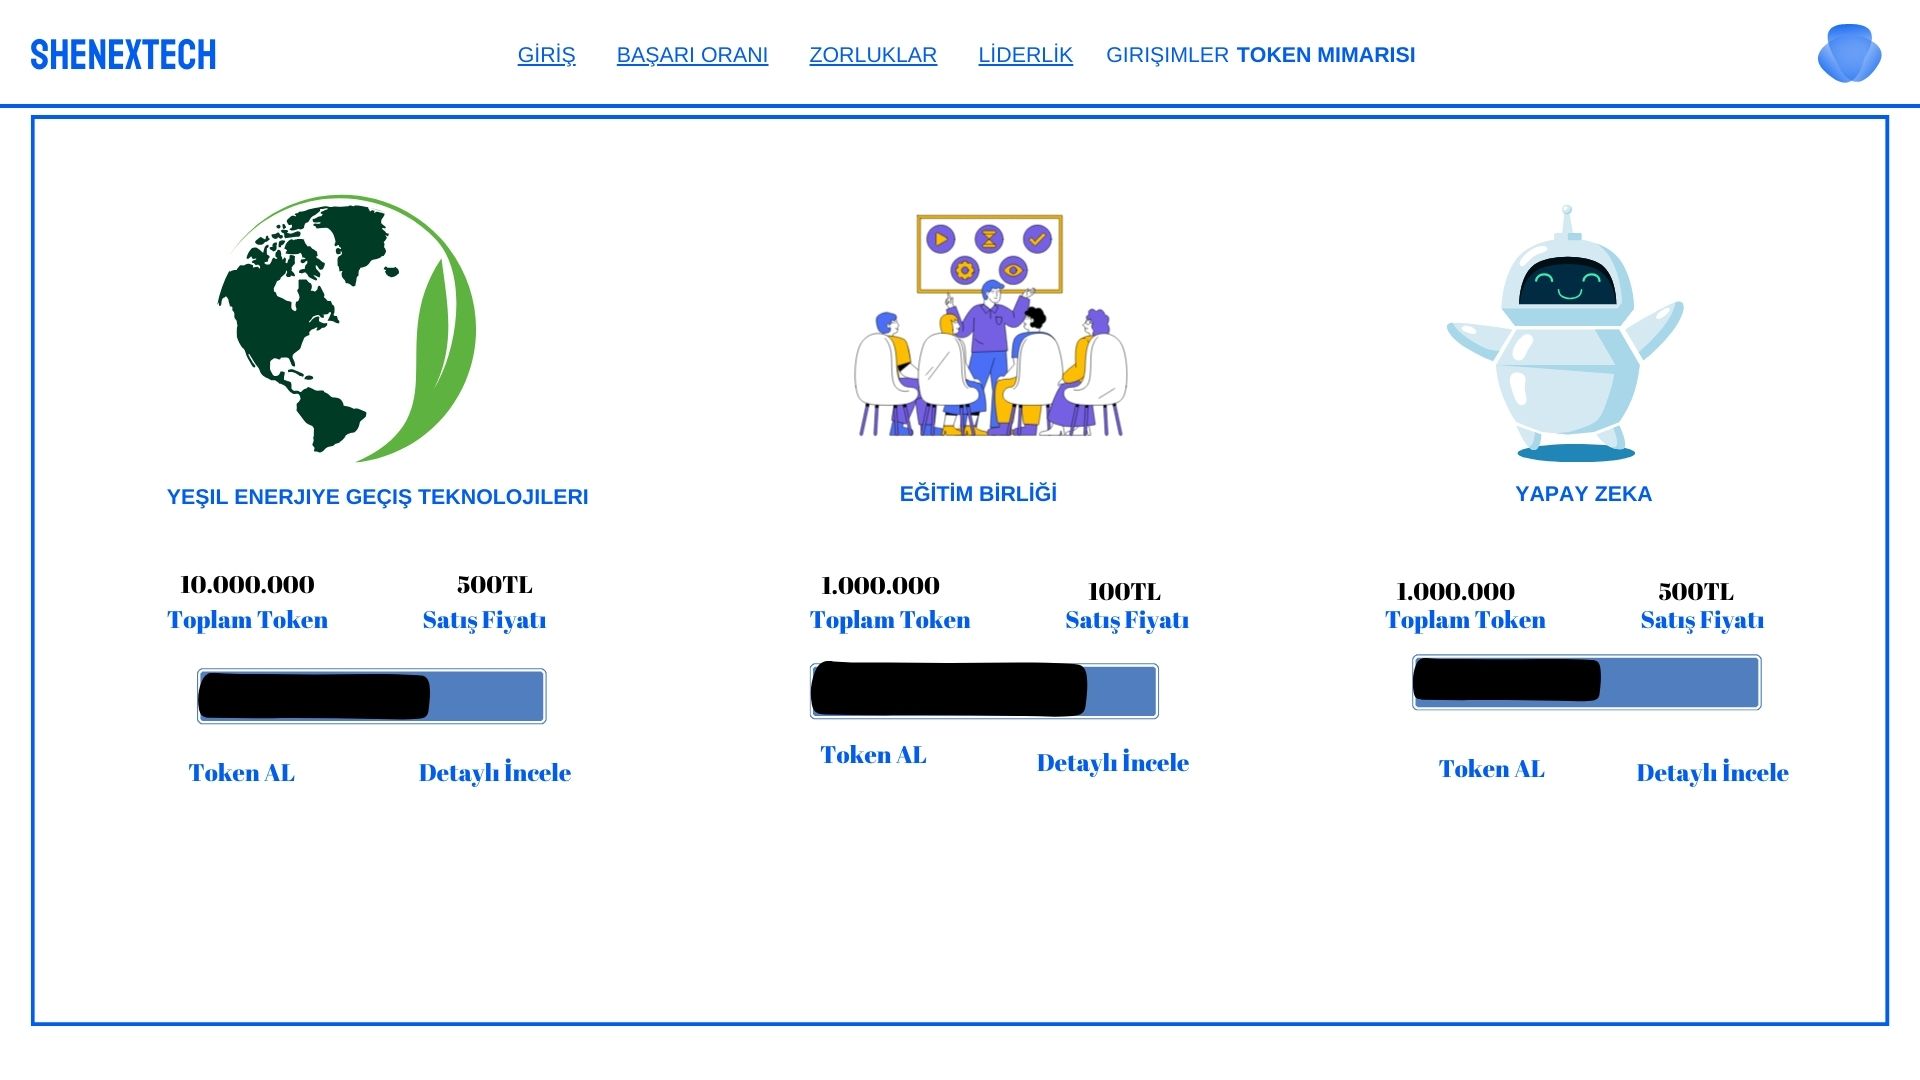 SHENEXTECH
GİRİŞ BAŞARI ORANI ZORLUKLAR LİDERLİK GIRIŞIMLER TOKEN MIMARISI
YEŞIL ENERJIYE GEÇIŞ TEKNOLOJILERI
10.000.000 500TL
Toplam Token Satış Fiyatı
Token AL Detaylı İncele
EĞİTİM BİRLİĞİ
1.000.000 100TL
Toplam Token Satış Fiyatı
Token AL Detaylı İncele
YAPAY ZEKA
1.000.000 500TL
Toplam Token Satış Fiyatı
Token AL Detaylı İncele